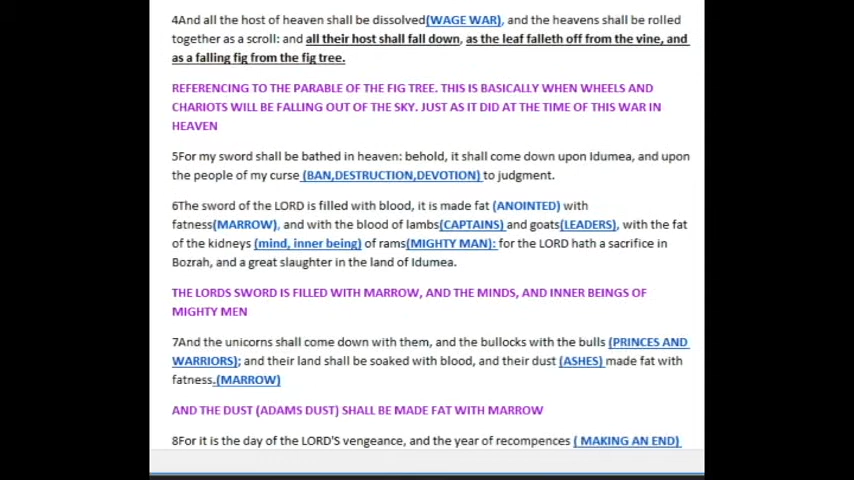 4And all the host of heaven shall be dissolved(WAGE WAR), and the heavens shall be rolled
together as a scroll: and all their host shall fall down, as the leaf falleth off from the vine, and
as a falling fig from the fig tree.
REFERENCING TO THE PARABLE OF THE FIG TREE. THIS IS BASICALLY WHEN WHEELS AND
CHARIOTS WILL BE FALLING OUT OF THE SKY. JUST AS IT DID AT THE TIME OF THIS WAR IN
HEAVEN
5For my sword shall be bathed in heaven: behold, it shall come down upon Idumea, and upon
the people of my curse (BAN,DESTRUCTION,DEVOTION) to judgment.
6The sword of the LORD is filled with blood, it is made fat (ANOINTED) with
fatness(MARROW), and with the blood of lambs(CAPTAINS) and goats(LEADERS), with the fat
of the kidneys (mind, inner being) of rams(MIGHTY MAN): for the LORD hath a sacrifice in
Bozrah, and a great slaughter in the land of Idumea.
THE LORDS SWORD IS FILLED WITH MARROW, AND THE MINDS, AND INNER BEINGS OF
MIGHTY MEN
7And the unicorns shall come down with them, and the bullocks with the bulls (PRINCES AND
WARRIORS); and their land shall be soaked with blood, and their dust (ASHES) made fat with
fatness.(MARROW)
AND THE DUST (ADAMS DUST) SHALL BE MADE FAT WITH MARROW
8For it is the day of the LORD'S vengeance, and the year of recompences ( MAKING AN END)